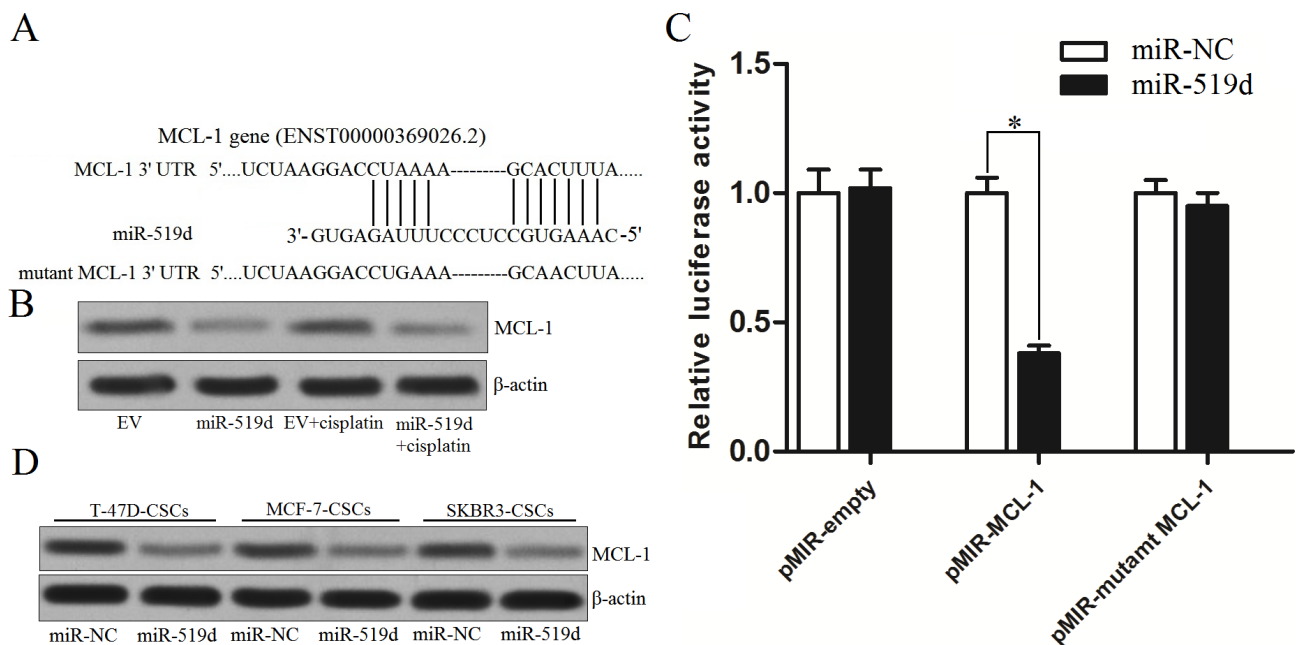 A
MCL-1 gene (ENST00000369026.2)
MCL-1 3' UTR 5'....UCUAAGGACCUAAAA---------GCACUUUA.....
miR-519d 3'- GUGAGAUUUCCCUCCGUGAAAC-5'
mutant MCL-1 3' UTR 5'....UCUAAGGACCUGAAA---------GCAACUUA.....
B
MCL-1
β-actin
EV miR-519d EV+cisplatin miR-519d +cisplatin
C
miR-NC
miR-519d
Relative luciferase activity
1.5
1.0
0.5
0.0
*
pMIR-empty
pMIR-MCL-1
pMIR-mutamt MCL-1
D
T-47D-CSCs MCF-7-CSCs SKBR3-CSCs
MCL-1
β-actin
miR-NC miR-519d miR-NC miR-519d miR-NC miR-519d